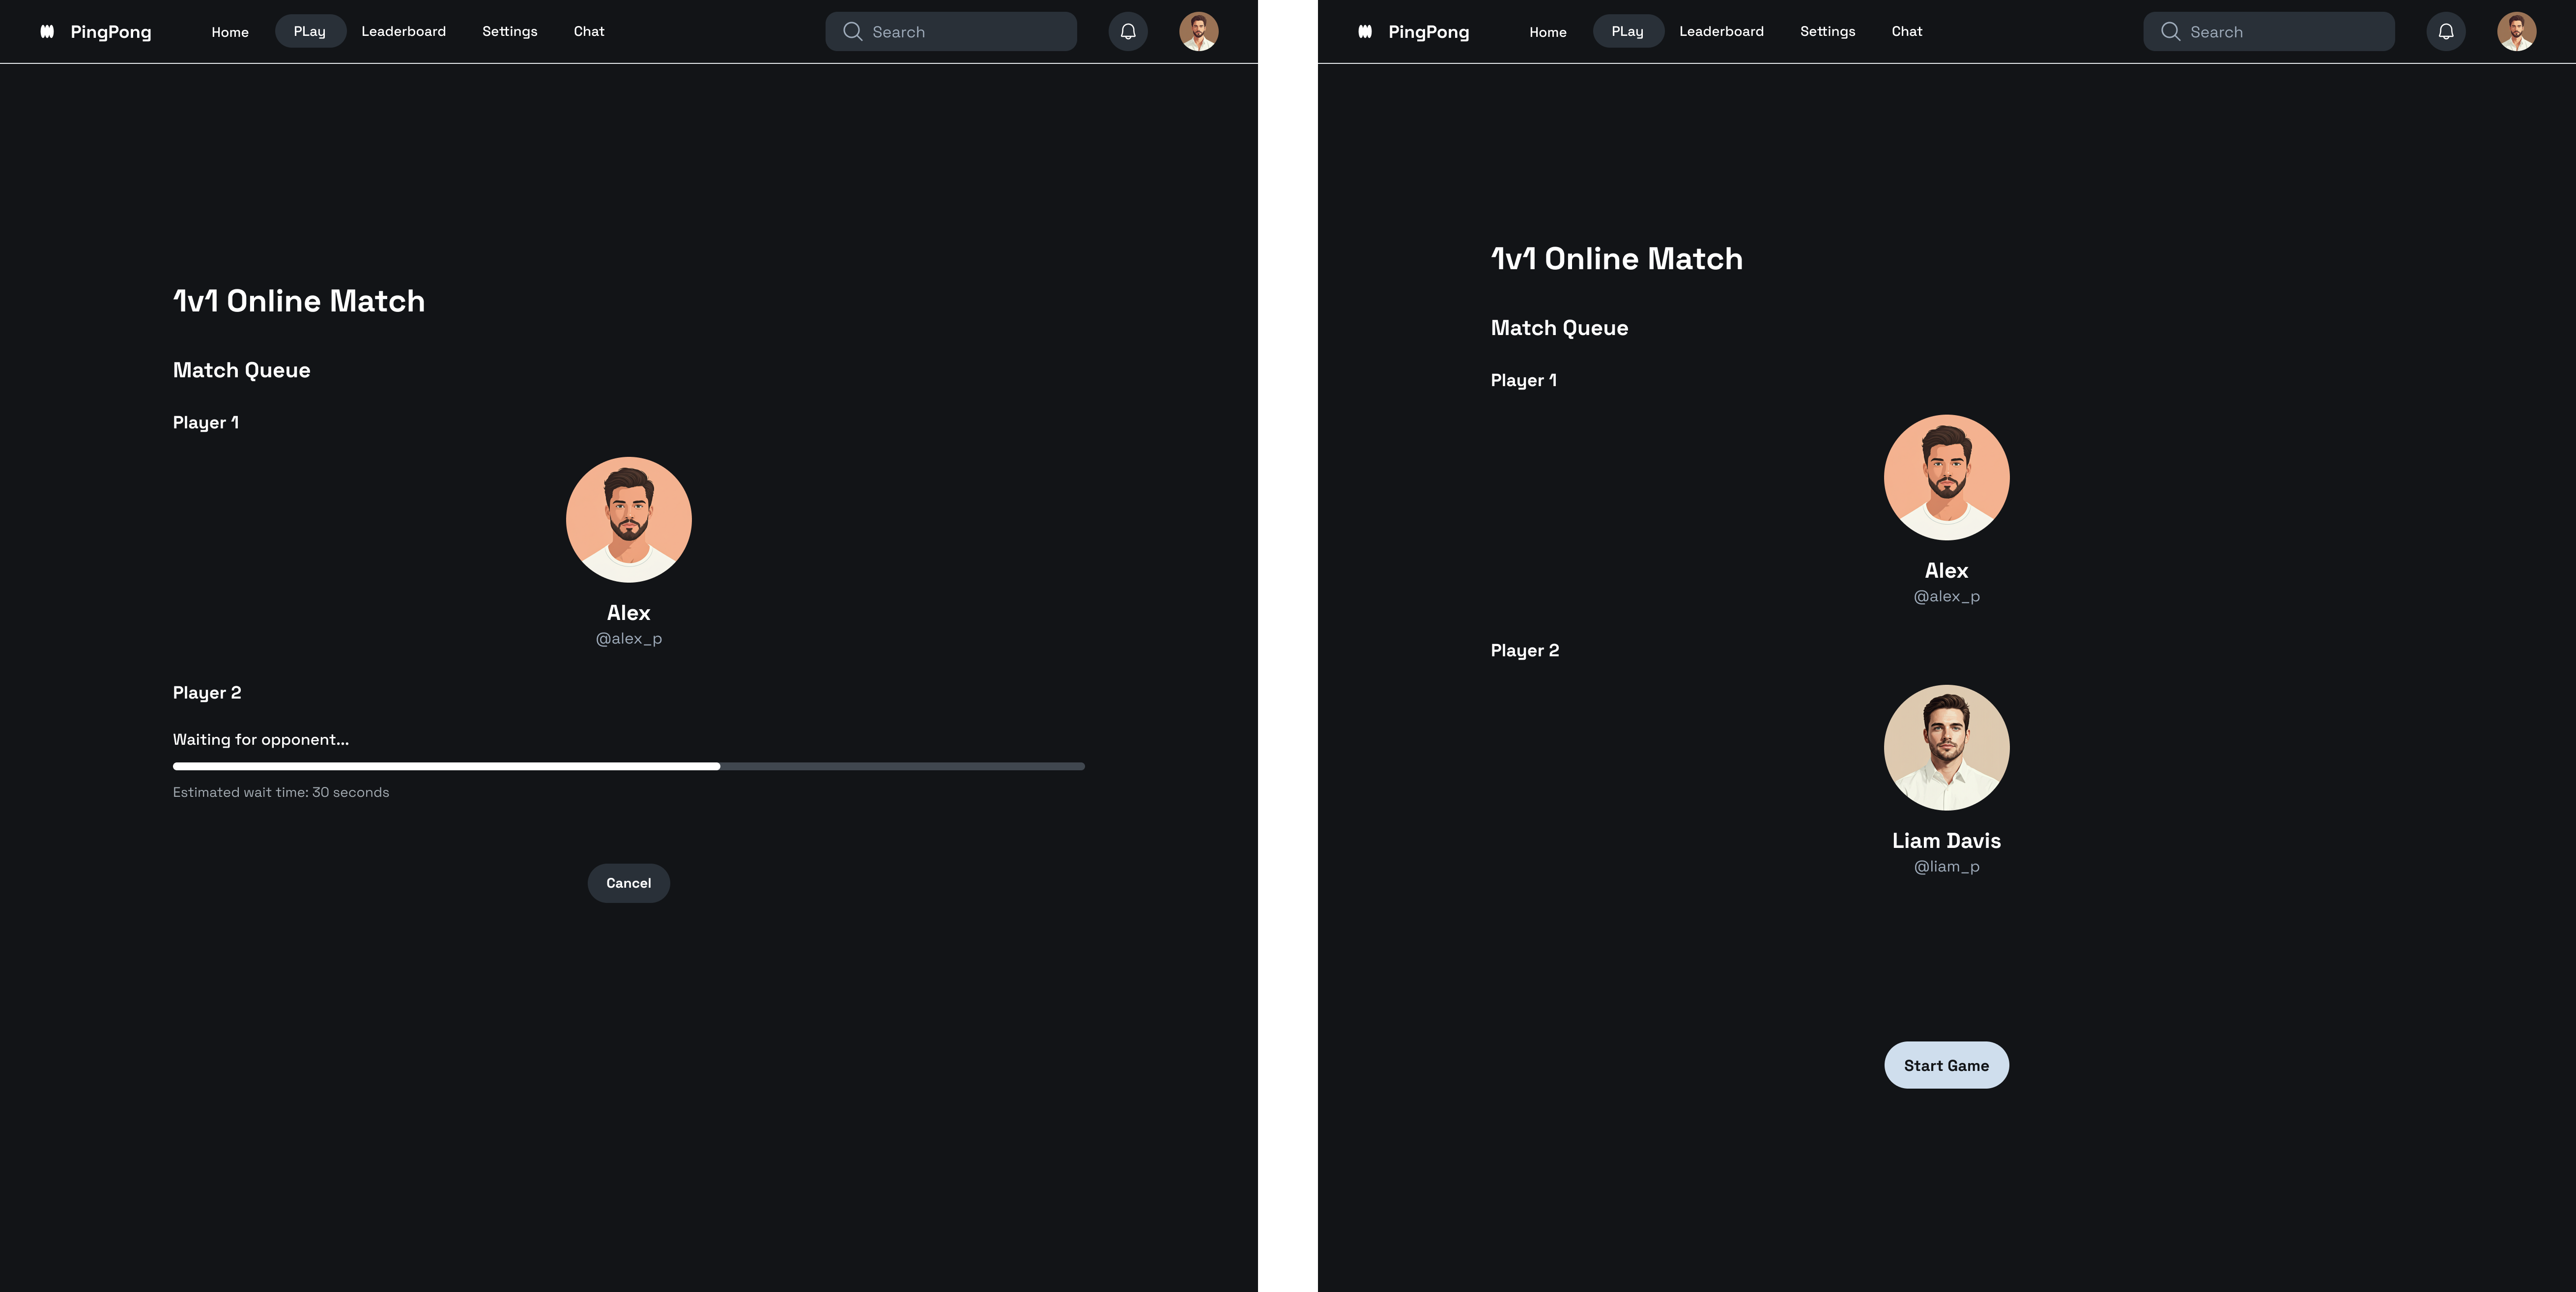 PingPong Home PLay Leaderboard Settings Chat Search
1v1 Online Match
Match Queue
Player 1
Alex
@alex_p
Player 2
Waiting for opponent...
Estimated wait time: 30 seconds
Cancel
PingPong Home PLay Leaderboard Settings Chat Search
1v1 Online Match
Match Queue
Player 1
Alex
@alex_p
Player 2
Liam Davis
@liam_p
Start Game